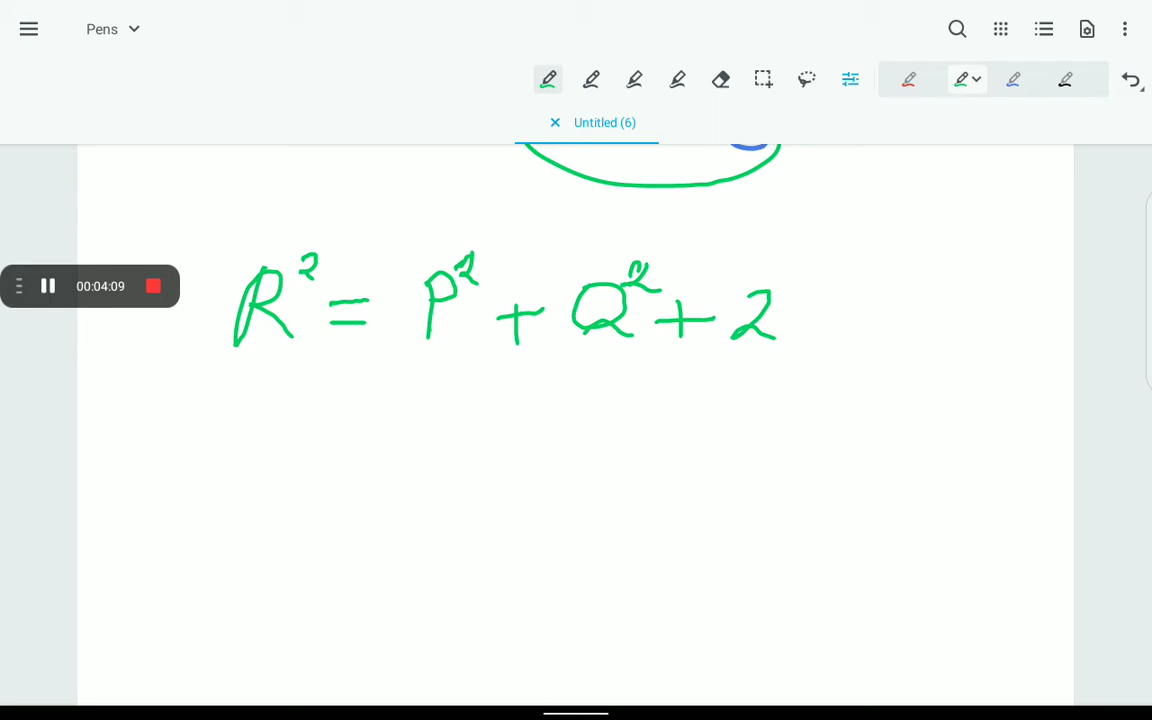 Pens
Untitled (6)
00:04:09
R² = P² + Q² + 2